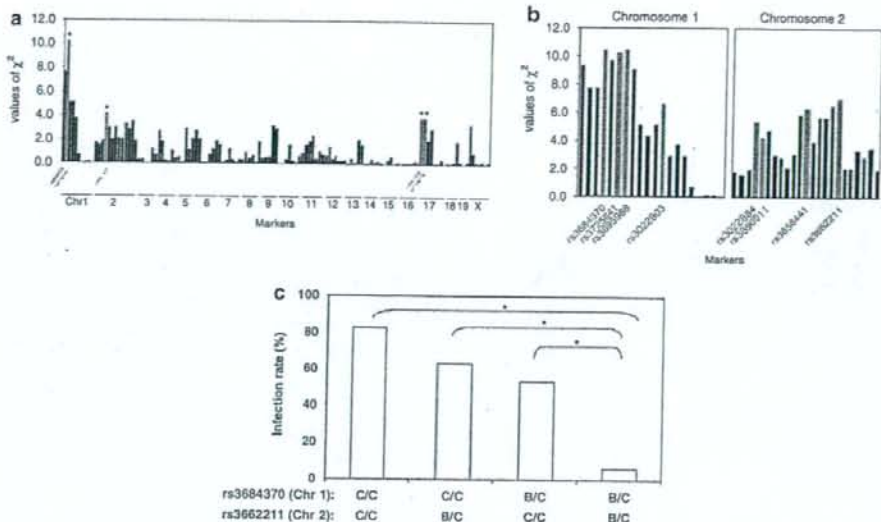 a
12.0
10.0
8.0
6.0
4.0
2.0
0.0
values of χ²
*
*
**
Chr1 2 3 4 5 6 7 8 9 10 11 12 13 14 15 16 17 18 19 X
Markers
b
Chromosome 1 Chromosome 2
12.0
10.0
8.0
6.0
4.0
2.0
0.0
values of χ²
rs3684370
rs3022803
rs3662211
Markers
c
100
80
60
40
20
0
Infection rate (%)
*
*
*
rs3684370 (Chr 1): C/C C/C B/C B/C
rs3662211 (Chr 2): C/C B/C C/C B/C